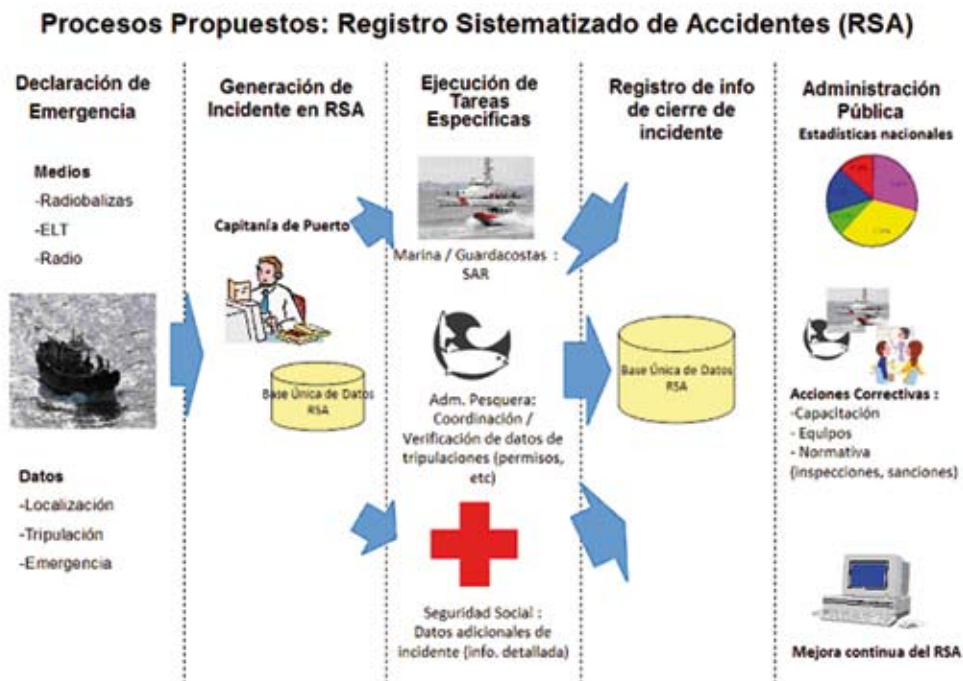 Procesos Propuestos: Registro Sistematizado de Accidentes (RSA)
Declaración de
Emergencia
Medios
-Radiobalizas
-ELT
-Radio
Datos
-Localización
-Tripulación
-Emergencia
Generación de
Incidente en RSA
Capitanía de Puerto
Base Única de Datos
RSA
Ejecución de
Tareas
Especificas
Marina / Guardacostas :
SAR
Adm. Pesquera:
Coordinación /
Verificación de datos de
tripulaciones (permisos,
etc)
Seguridad Social :
Datos adicionales de
incidente (info. detallada)
Registro de info
de cierre de
incidente
Base Única de Datos
RSA
Administración
Pública
Estadísticas nacionales
Acciones Correctivas :
-Capacitación
- Equipos
- Normativa
(inspecciones, sanciones)
Mejora continua del RSA